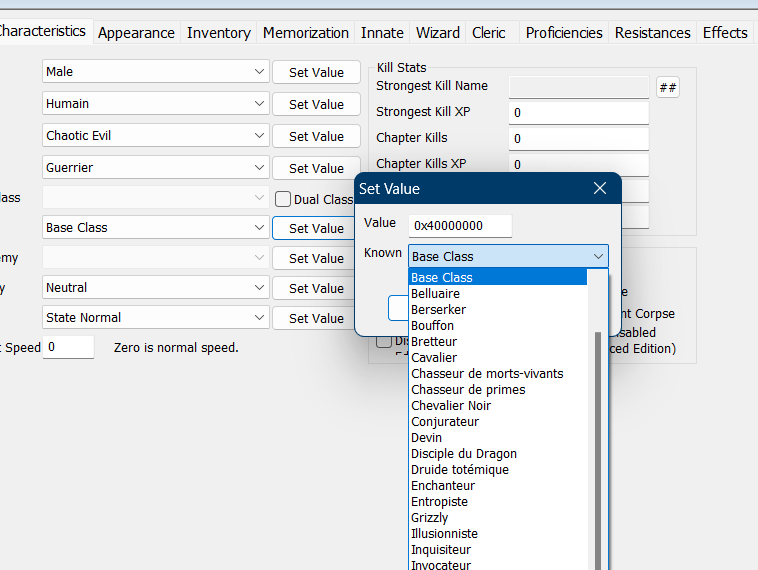 Characteristics Appearance Inventory Memorization Innate Wizard Cleric Proficiencies Resistances Effects
Male Set Value
Humain Set Value
Chaotic Evil Set Value
Guerrier Set Value
lass Dual Class
Base Class Set Value
my Set Value
y Neutral Set Value
State Normal Set Value
t Speed 0 Zero is normal speed.
Kill Stats
Strongest Kill Name ##
Strongest Kill XP 0
Chapter Kills 0
Chapter Kills XP 0
Set Value
Value 0x40000000
Known Base Class
Base Class
Belluaire
Berserker
Bouffon
Bretteur
Cavalier
Chasseur de morts-vivants
Chasseur de primes
Chevalier Noir
Conjurateur
Devin
Disciple du Dragon
Druide totémique
Enchanteur
Entropiste
Grizzly
Illusionniste
Inquisiteur
Invocateur
e
nt Corpse
sabled
ced Edition)